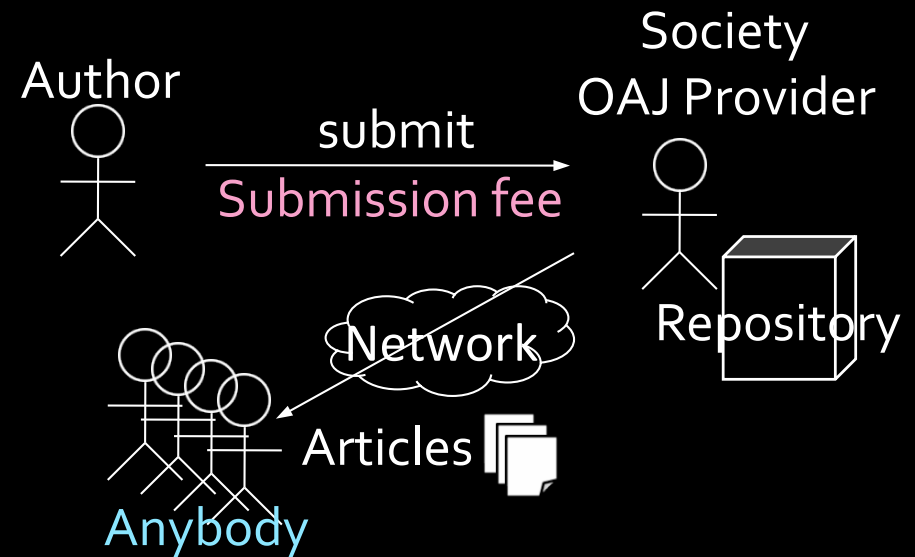 Author
Society
OAJ Provider
submit
Submission fee
Repository
Network
Articles
Anybody